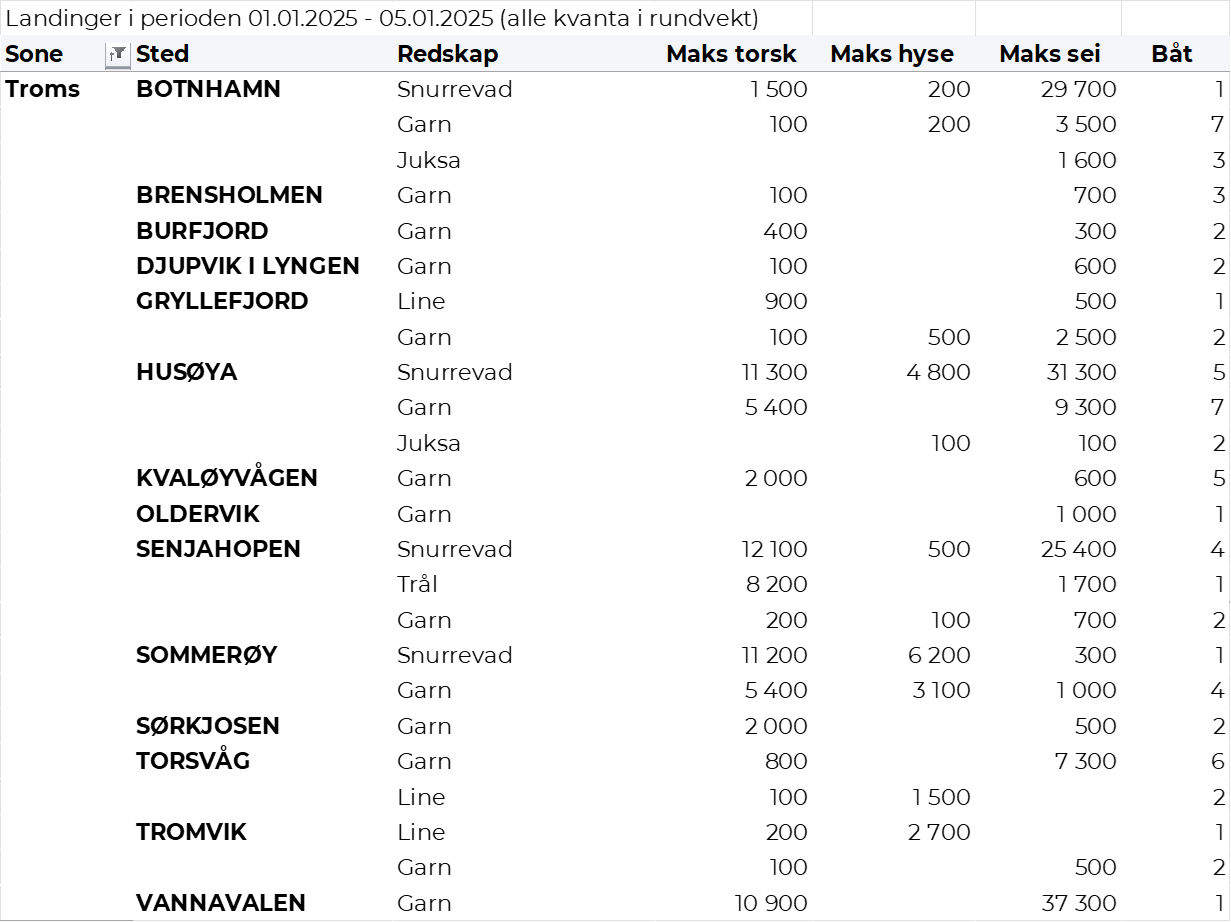 Landinger i perioden 01.01.2025 - 05.01.2025 (alle kvanta i rundvekt)
Sone Sted Redskap Maks torsk Maks hyse Maks sei Båt
Troms BOTNHAMN Snurrevad 1 500 200 29 700 1
Garn 100 200 3 500 7
Juksa 1 600 3
BRENSHOLMEN Garn 100 700 3
BURFJORD Garn 400 300 2
DJUPVIK I LYNGEN Garn 100 600 2
GRYLLEFJORD Line 900 500 1
Garn 100 500 2 500 2
HUSØYA Snurrevad 11 300 4 800 31 300 5
Garn 5 400 9 300 7
Juksa 100 100 2
KVALØYVÅGEN Garn 2 000 600 5
OLDERVIK Garn 1 000 1
SENJAHOPEN Snurrevad 12 100 500 25 400 4
Trål 8 200 1 700 1
Garn 200 100 700 2
SOMMERØY Snurrevad 11 200 6 200 300 1
Garn 5 400 3 100 1 000 4
SØRKJOSEN Garn 2 000 500 2
TORSVÅG Garn 800 7 300 6
Line 100 1 500 2
TROMVIK Line 200 2 700 1
Garn 100 500 2
VANNAVALEN Garn 10 900 37 300 1